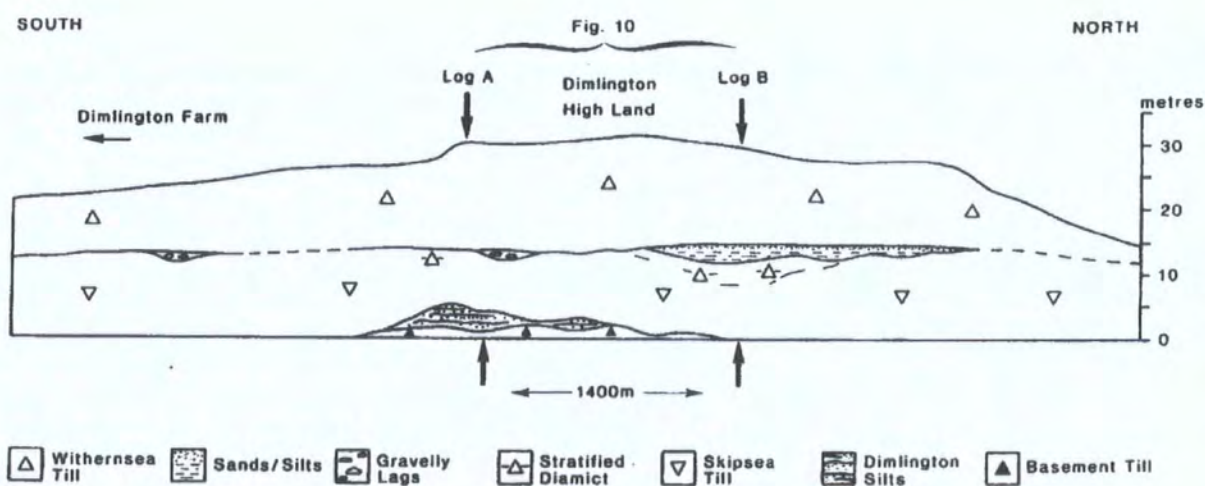 SOUTH
Fig. 10
NORTH
Log A
Dimlington
High Land
Log B
Dimlington Farm
metres
30
20
10
0
1400m
Withernsea
Till
Sands/Silts
Gravelly
Lags
Stratified
Diamict
Skipsea
Till
Dimlington
Silts
Basement Till